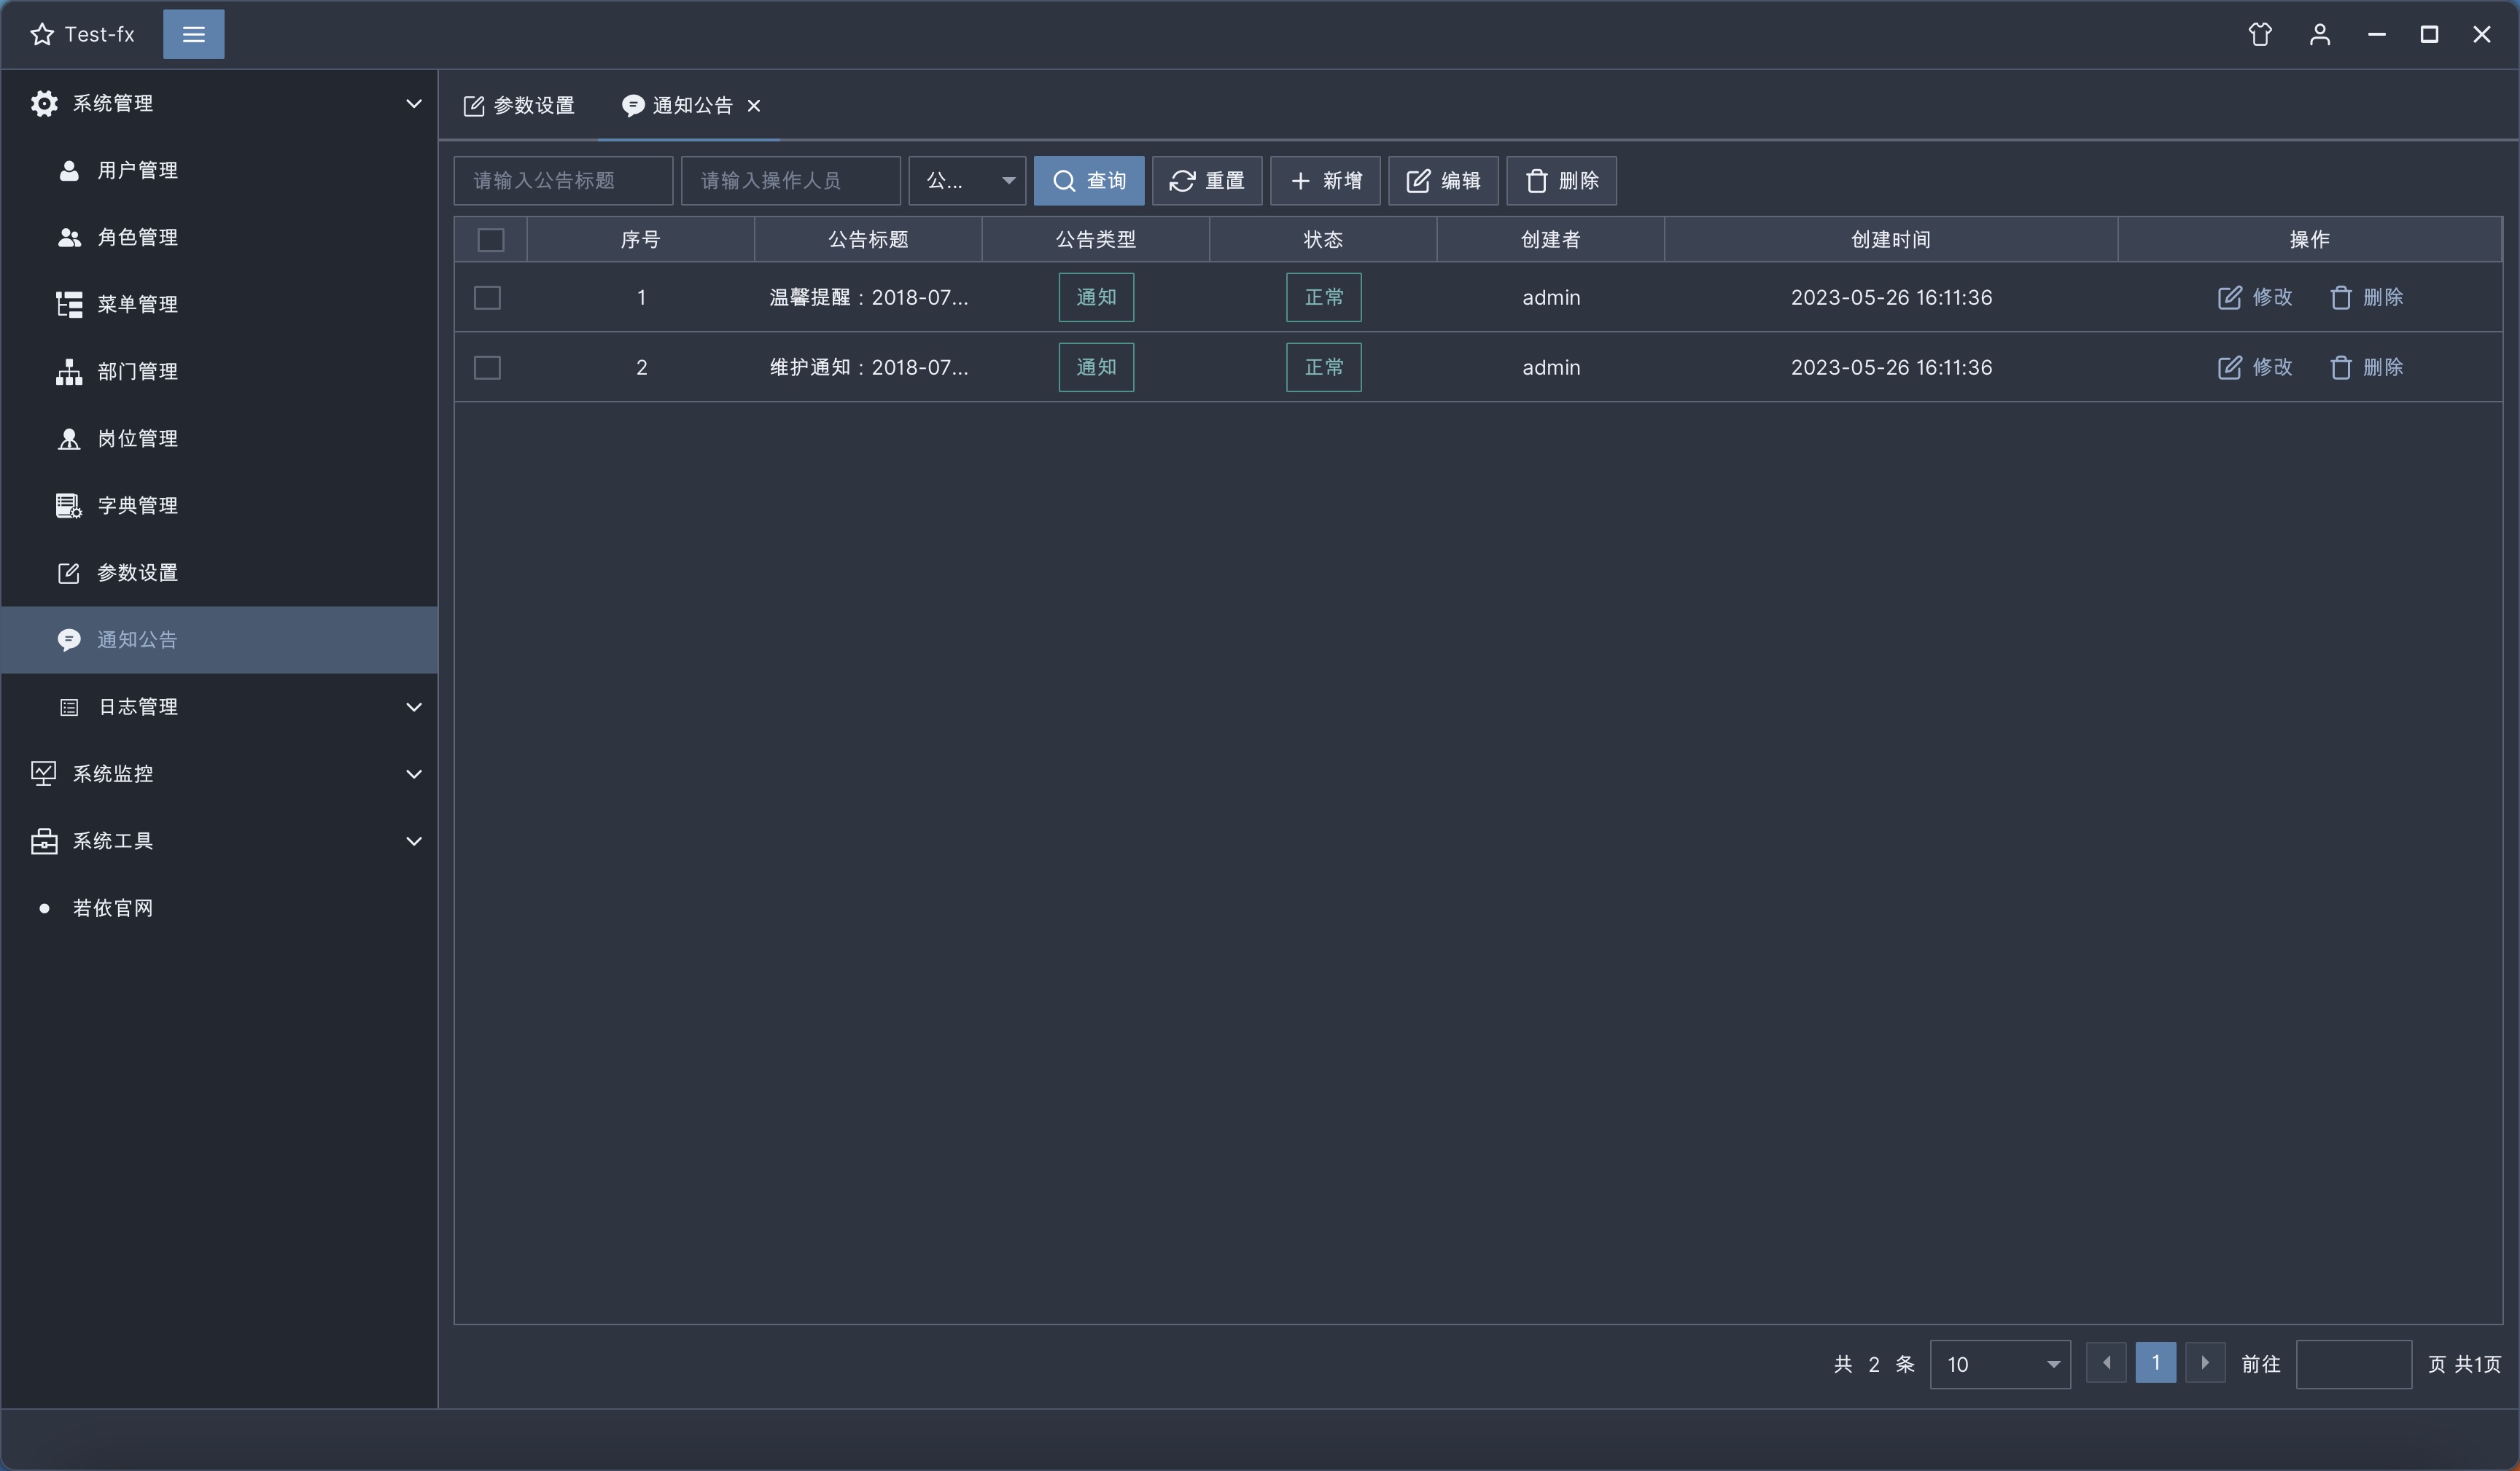 Test-fx
系统管理
用户管理
角色管理
菜单管理
部门管理
岗位管理
字典管理
参数设置
通知公告
日志管理
系统监控
系统工具
若依官网
参数设置 通知公告
请输入公告标题 请输入操作人员 公... 查询 重置 新增 编辑 删除
序号 公告标题 公告类型 状态 创建者 创建时间 操作
1 温馨提醒：2018-07... 通知 正常 admin 2023-05-26 16:11:36 修改 删除
2 维护通知：2018-07... 通知 正常 admin 2023-05-26 16:11:36 修改 删除
共 2 条 10 1 前往 页 共1页